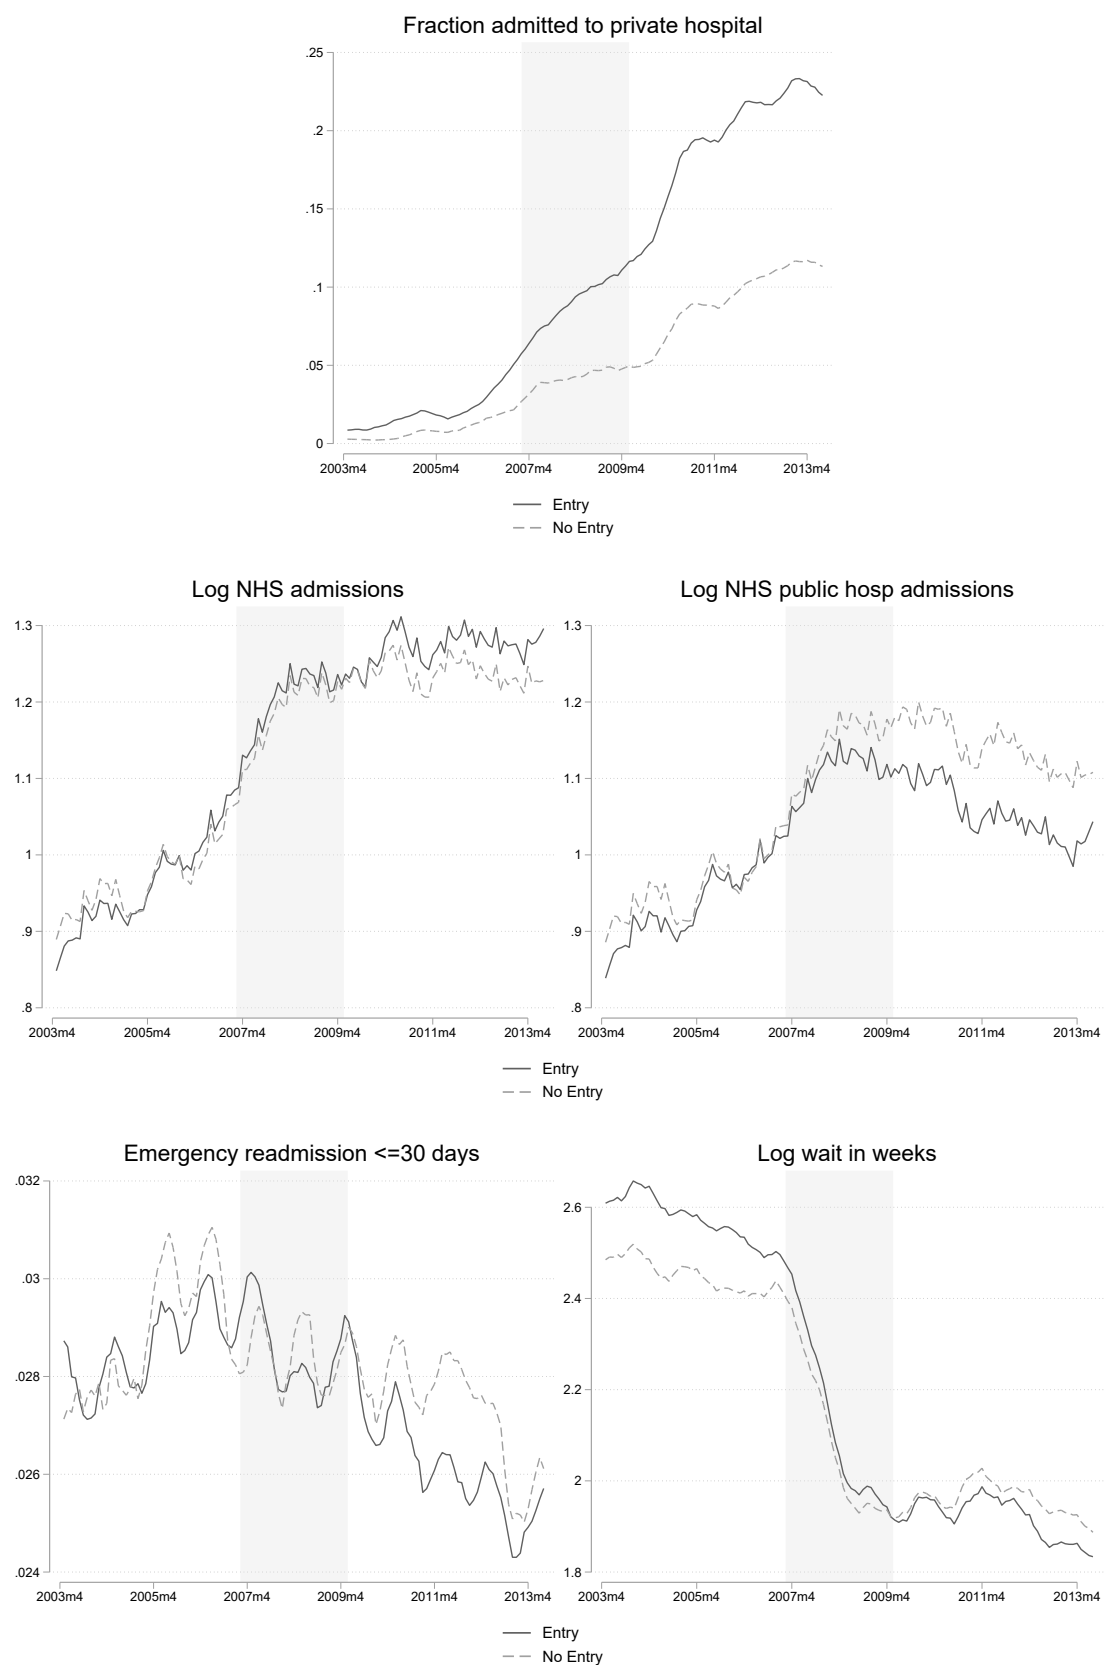 Fraction admitted to private hospital
.25
.2
.15
.1
.05
0
2003m4 2005m4 2007m4 2009m4 2011m4 2013m4
Entry
No Entry
Log NHS admissions
1.3
1.2
1.1
1
.9
.8
2003m4 2005m4 2007m4 2009m4 2011m4 2013m4
Entry
No Entry
Log NHS public hosp admissions
1.3
1.2
1.1
1
.9
.8
2003m4 2005m4 2007m4 2009m4 2011m4 2013m4
Emergency readmission <=30 days
.032
.03
.028
.026
.024
2003m4 2005m4 2007m4 2009m4 2011m4 2013m4
Entry
No Entry
Log wait in weeks
2.6
2.4
2.2
2
1.8
2003m4 2005m4 2007m4 2009m4 2011m4 2013m4